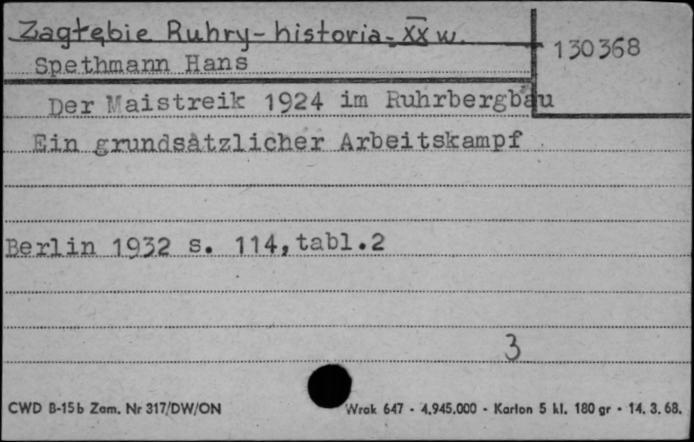 Zagłębie Ruhry - historia - XX w.
130368
Spethmann Hans
Der Maistreik 1924 im Ruhrbergbau
Ein grundsätzlicher Arbeitskampf
Berlin 1932 s. 114, tabl.2
3
CWD B-15b Zam. Nr 317/DW/ON
Wrak 647 - 4.945.000 - Karton 5 kl. 180 gr - 14. 3. 68.